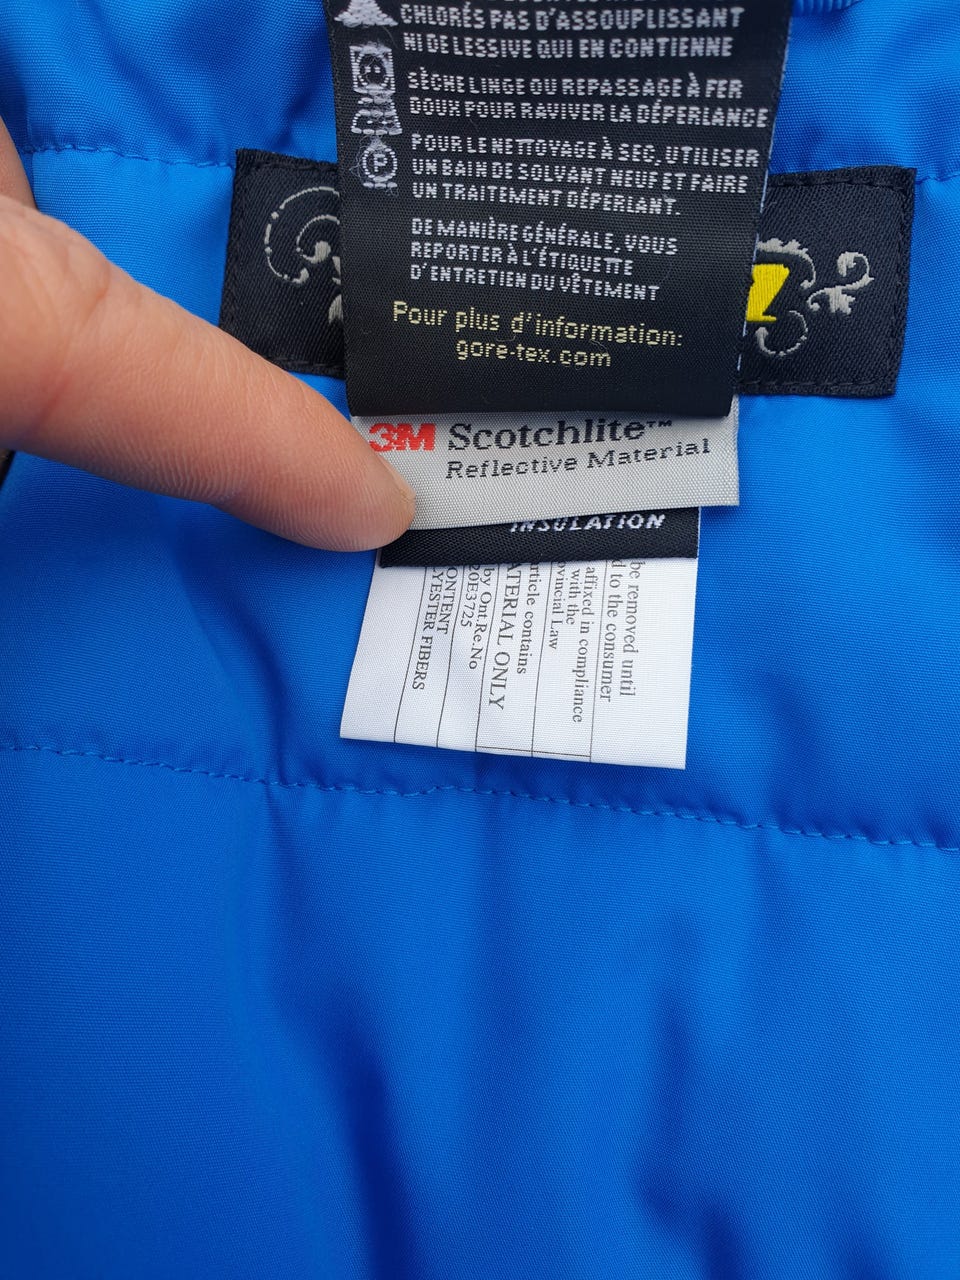 CHLORÉS PAS D'ASSOUPLISSANT
NI DE LESSIVE QUI EN CONTIENNE
SÈCHE LINGE OU REPASSAGE À FER
DOUX POUR RAVIVER LA DÉPERLANCE
POUR LE NETTOYAGE À SEC, UTILISER
UN BAIN DE SOLVANT NEUF ET FAIRE
UN TRAITEMENT DÉPERLANT.
DE MANIÈRE GÉNÉRALE, VOUS
REPORTER À L'ÉTIQUETTE
D'ENTRETIEN DU VÊTEMENT
Pour plus d'information:
gore-tex.com
3M Scotchlite™
Reflective Material
INSULATION
be removed until
d to the consumer
affixed in compliance
with the
ovincial Law
rticle contains
ATERIAL ONLY
by Ont.Re.No
20E3725
ONTENT
YESTER FIBERS